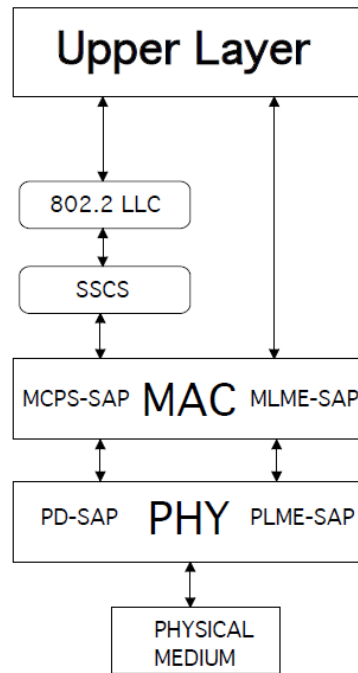 Upper Layer
802.2 LLC
SSCS
MCPS-SAP MAC MLME-SAP
PD-SAP PHY PLME-SAP
PHYSICAL
MEDIUM